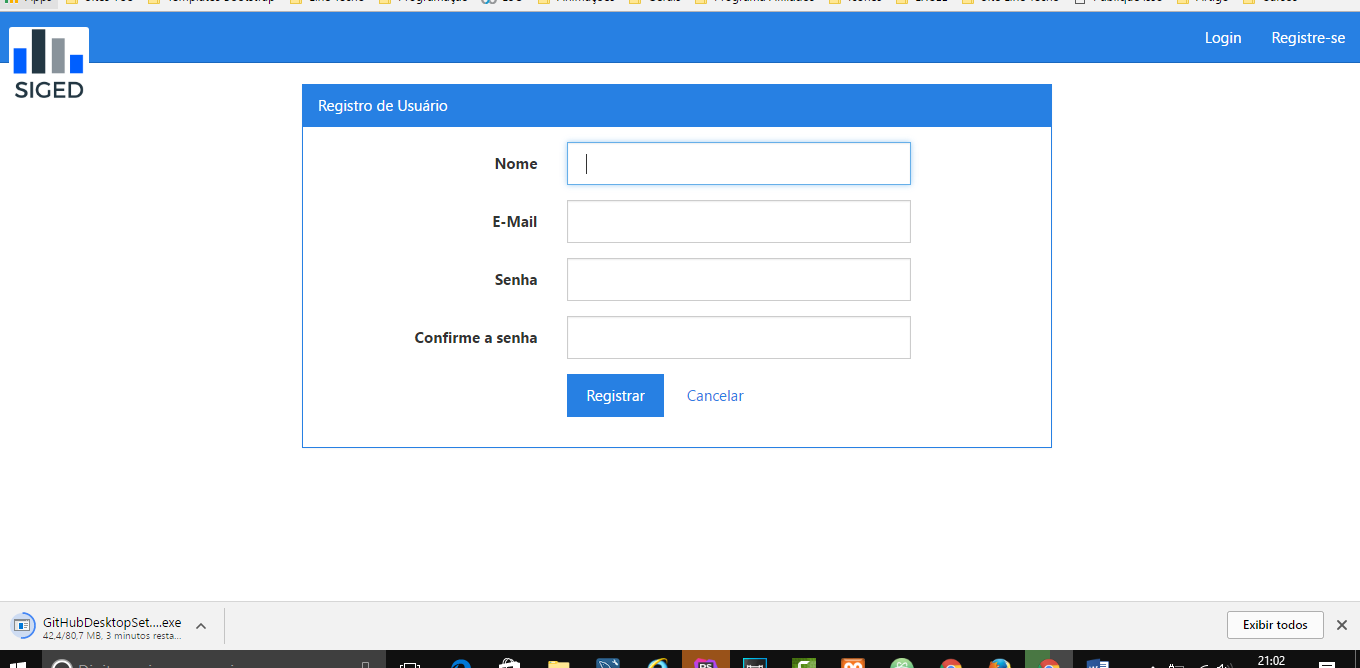 Login Registre-se
SIGED
Registro de Usuário
Nome
E-Mail
Senha
Confirme a senha
Registrar Cancelar
GitHubDesktopSet....exe
42,4/80,7 MB, 3 minutos resta...
Exibir todos
21:02